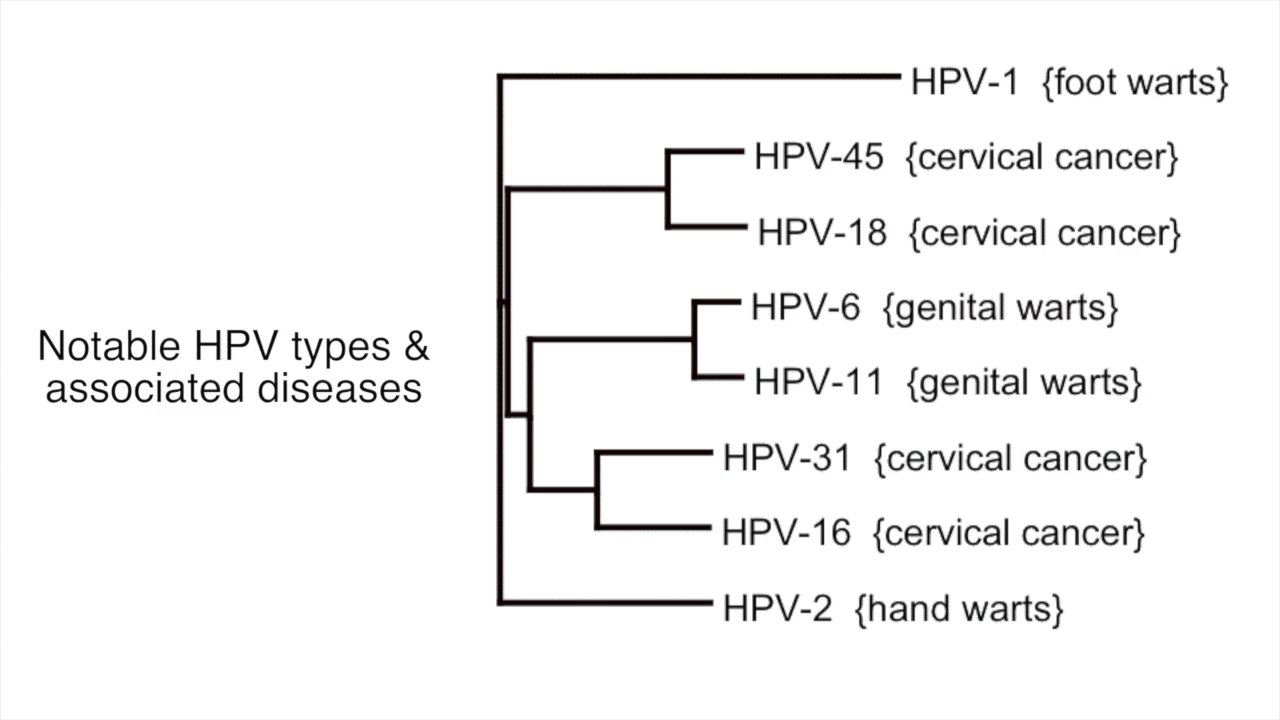 HPV-1 {foot warts}
HPV-45 {cervical cancer}
HPV-18 {cervical cancer}
HPV-6 {genital warts}
Notable HPV types &
associated diseases
HPV-11 {genital warts}
HPV-31 {cervical cancer}
HPV-16 {cervical cancer}
HPV-2 {hand warts}